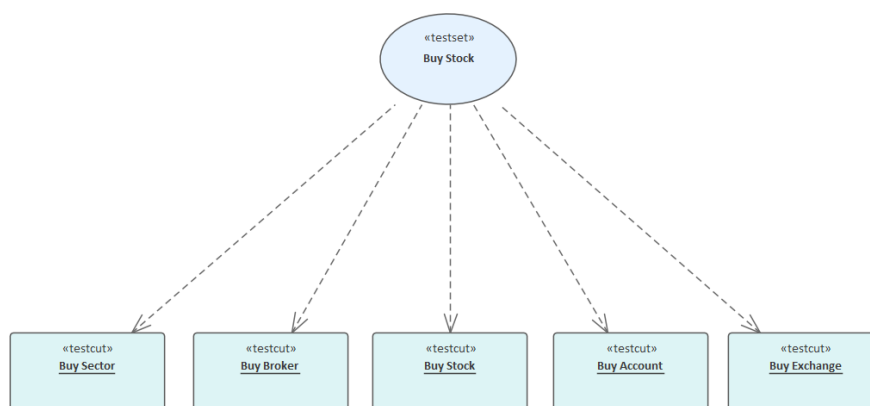 «testset»
Buy Stock
«testcut»
Buy Sector
«testcut»
Buy Broker
«testcut»
Buy Stock
«testcut»
Buy Account
«testcut»
Buy Exchange